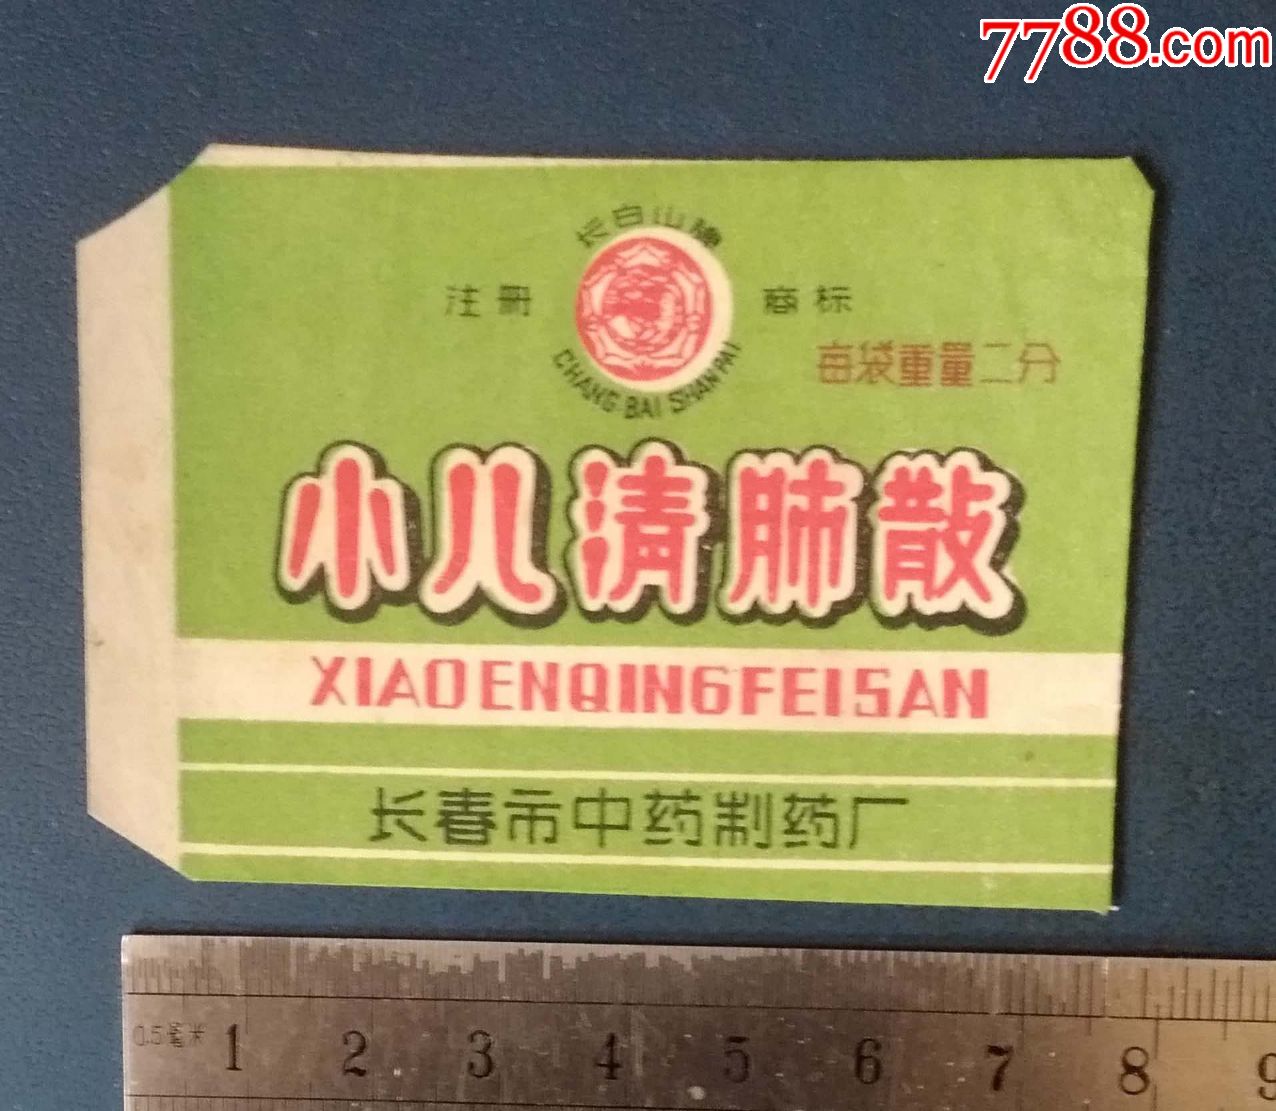 7788.com
长白山牌
注册 商标
CHANG BAI SHAN PAI
每袋重量二分
小儿清肺散
XIAOENQINGFEISAN
长春市中药制药厂
0.5毫米 1 2 3 4 5 6 7 8 9